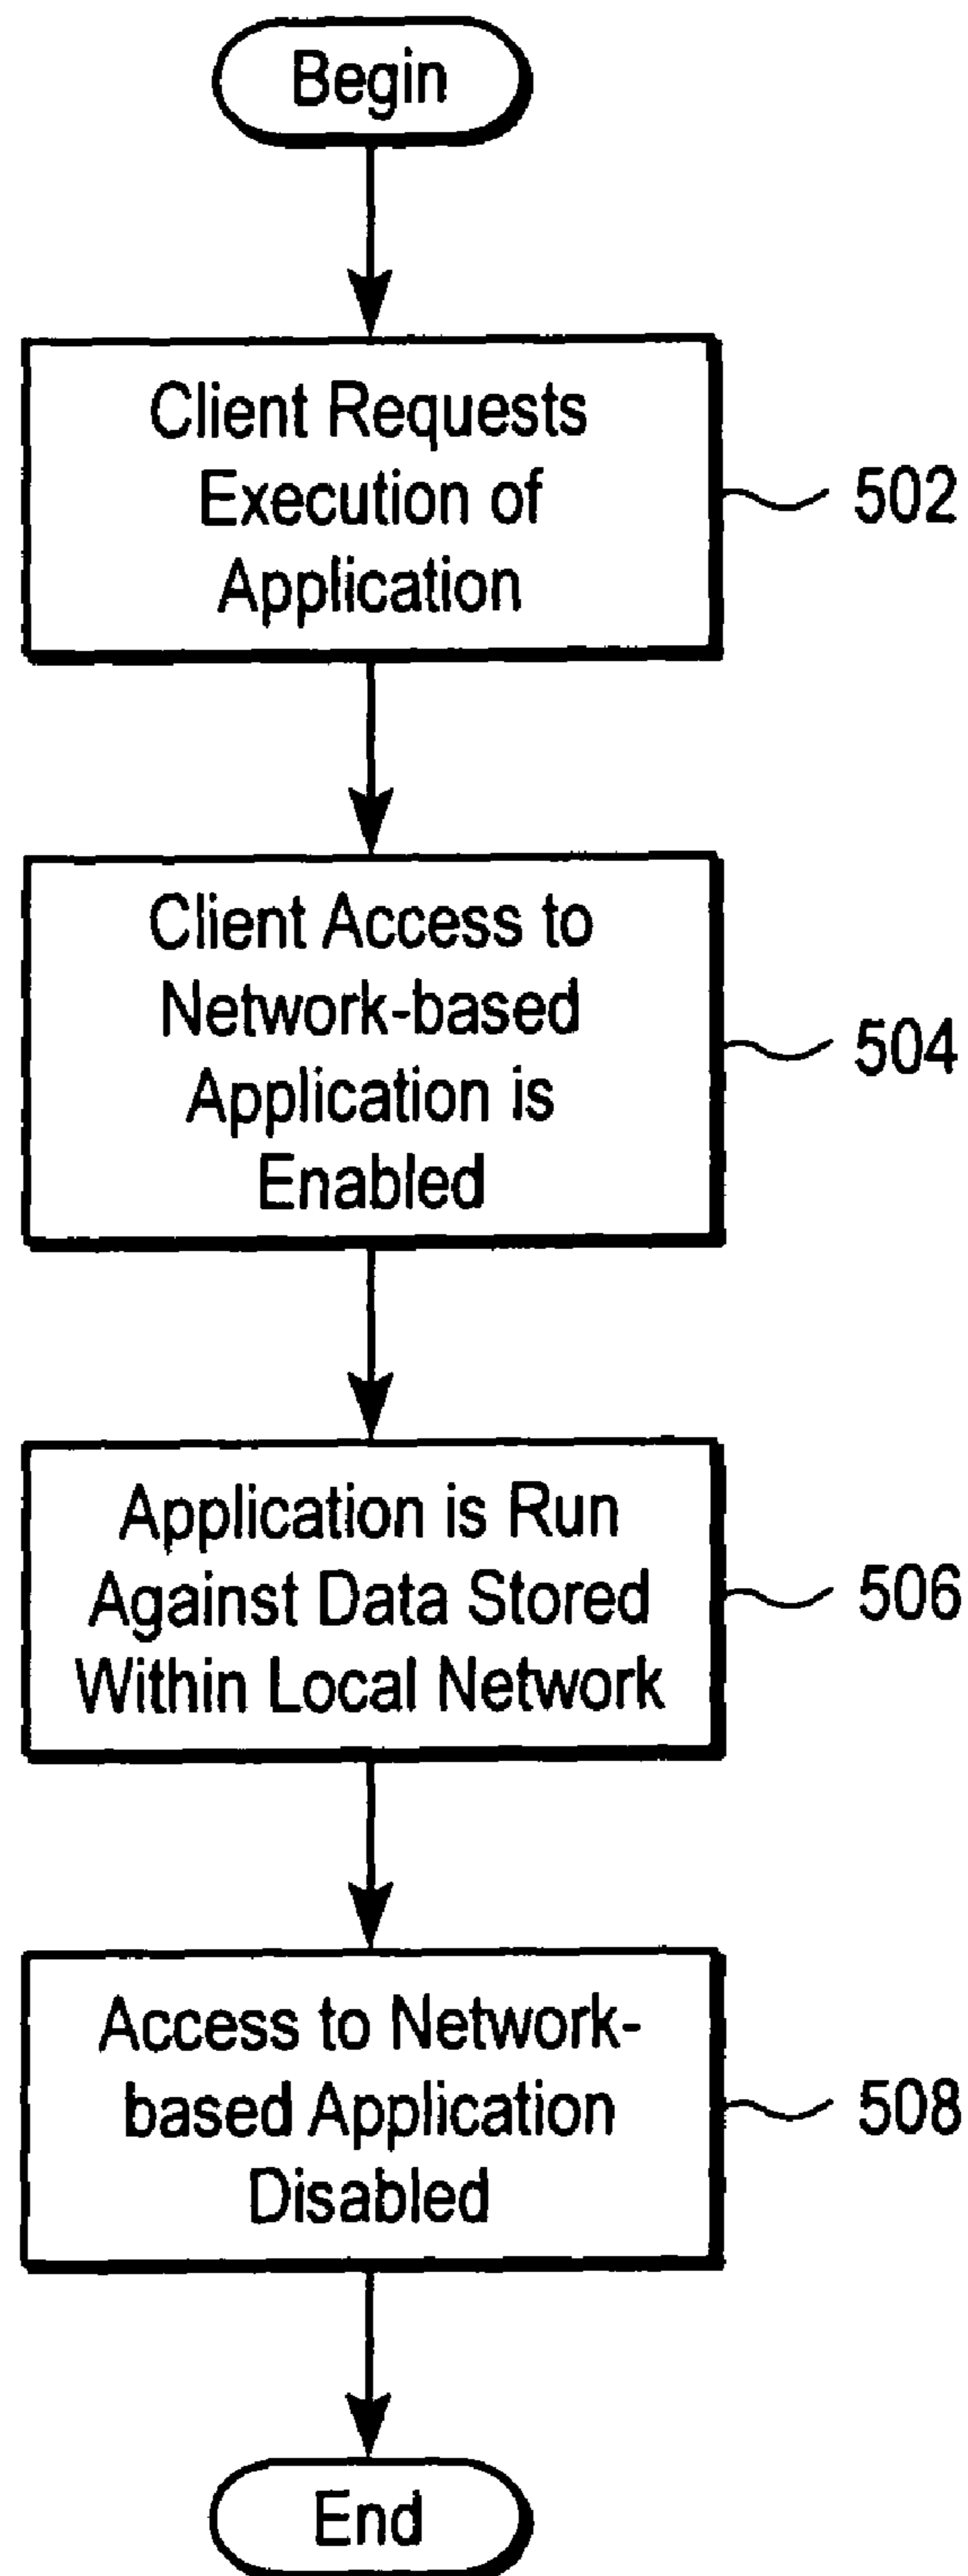 Begin
Client Requests
Execution of
Application
502
Client Access to
Network-based
Application is
Enabled
504
Application is Run
Against Data Stored
Within Local Network
506
Access to Network-
based Application
Disabled
508
End